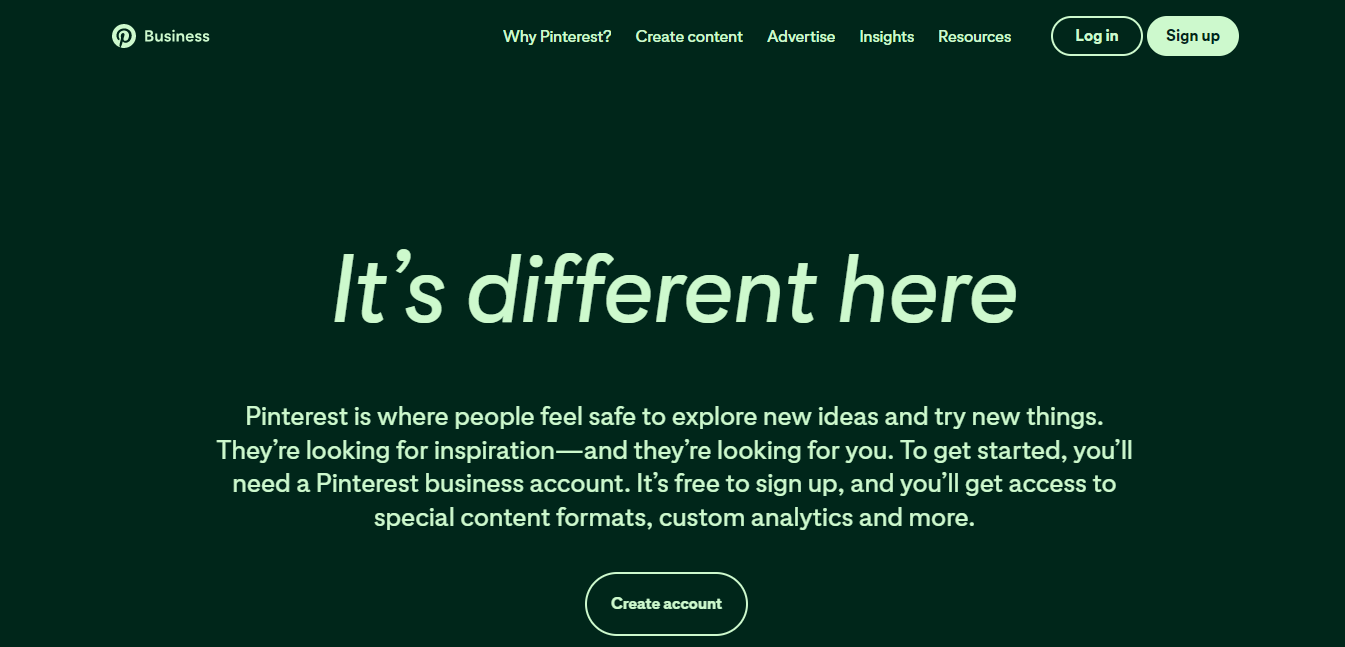 Business
Why Pinterest? Create content Advertise Insights Resources Log in Sign up
It’s different here
Pinterest is where people feel safe to explore new ideas and try new things.
They’re looking for inspiration—and they’re looking for you. To get started, you’ll
need a Pinterest business account. It’s free to sign up, and you’ll get access to
special content formats, custom analytics and more.
Create account